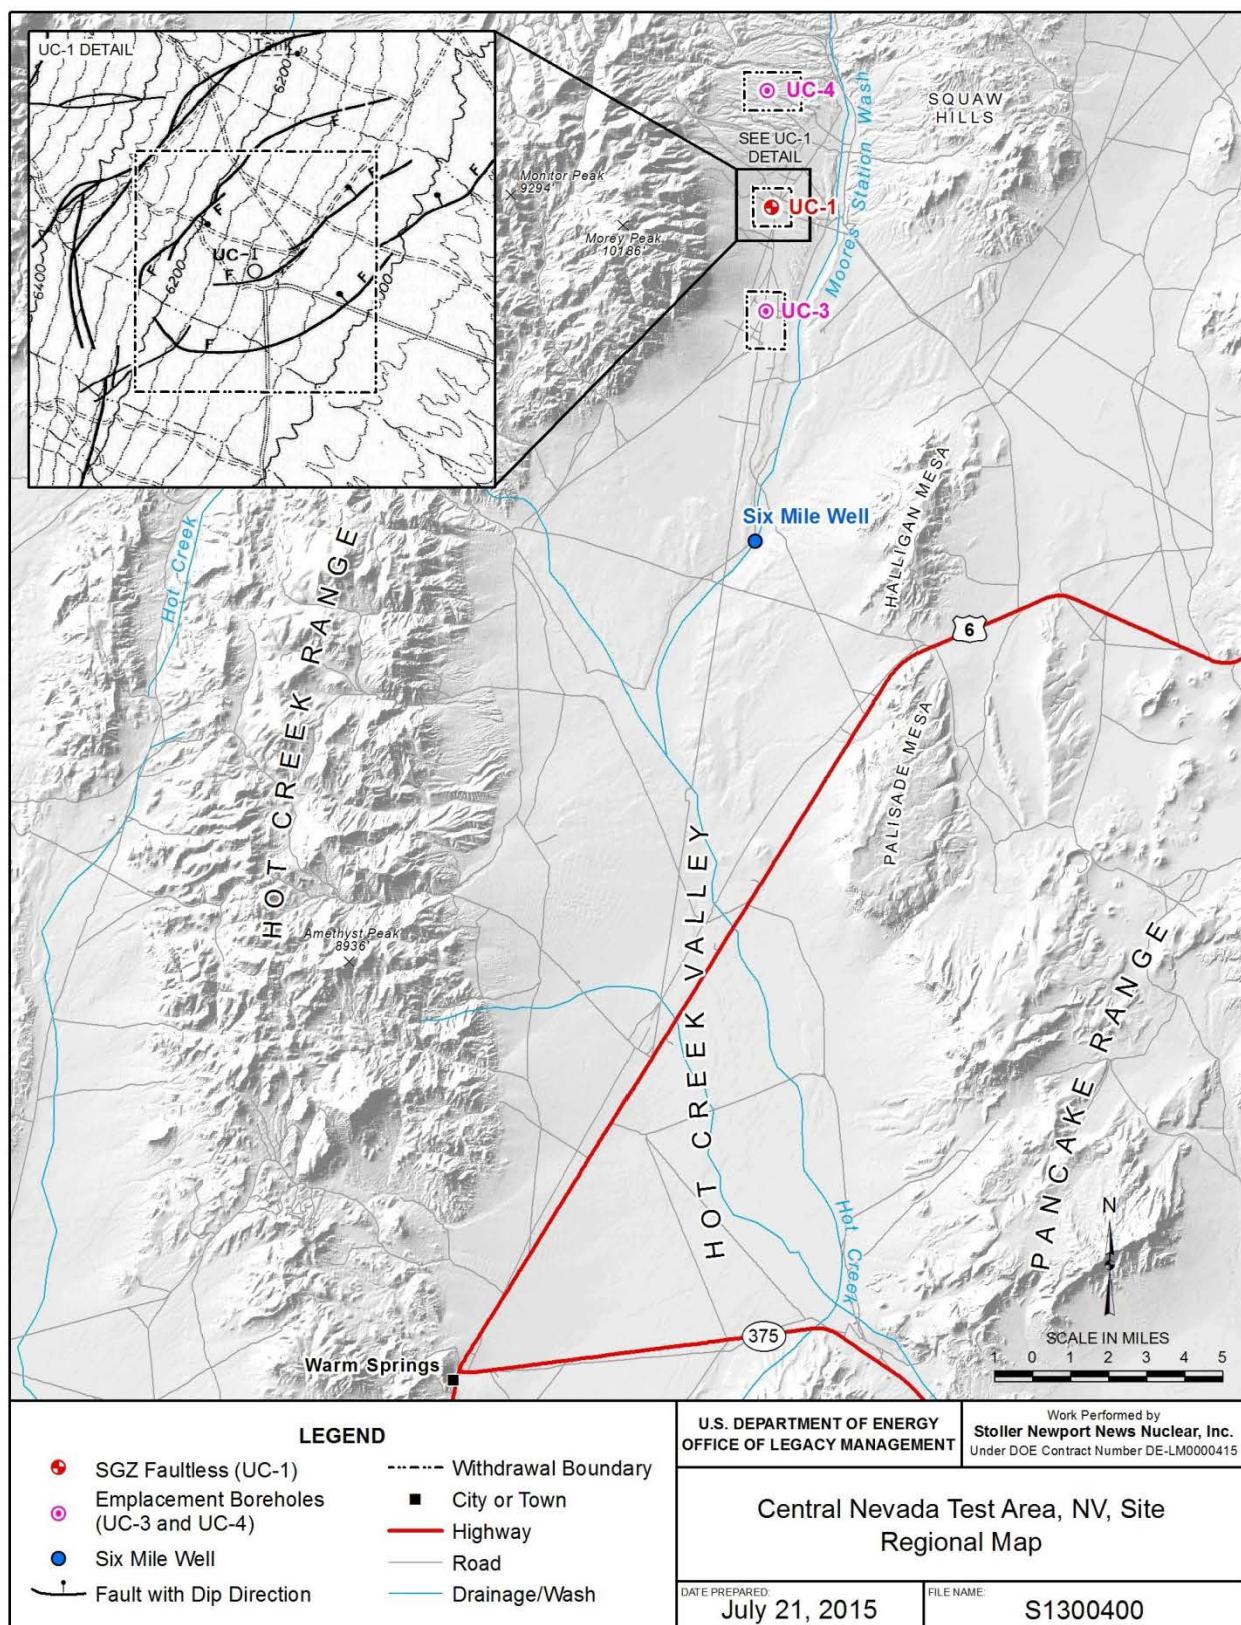 UC-1 DETAIL
Tank
6200
F
F
F
F
UC-1
F
F
6400
F
6200
F
UC-4
SEE UC-1
DETAIL
UC-1
UC-3
SQUAW
HILLS
Moores Station Wash
Monitor Peak
9294'
Morey Peak
10186'
Six Mile Well
HALLIGAN MESA
6
Hot Creek
HOT CREEK RANGE
PALISADE MESA
Amethyst Peak
8936'
HOT CREEK VALLEY
PANCAKE RANGE
Hot Creek
N
375
Warm Springs
SCALE IN MILES
1 0 1 2 3 4 5
LEGEND
SGZ Faultless (UC-1)
Emplacement Boreholes
(UC-3 and UC-4)
Six Mile Well
Fault with Dip Direction
Withdrawal Boundary
City or Town
Highway
Road
Drainage/Wash
U.S. DEPARTMENT OF ENERGY
OFFICE OF LEGACY MANAGEMENT
Work Performed by
Stoller Newport News Nuclear, Inc.
Under DOE Contract Number DE-LM0000415
Central Nevada Test Area, NV, Site
Regional Map
DATE PREPARED:
July 21, 2015
FILE NAME:
S1300400